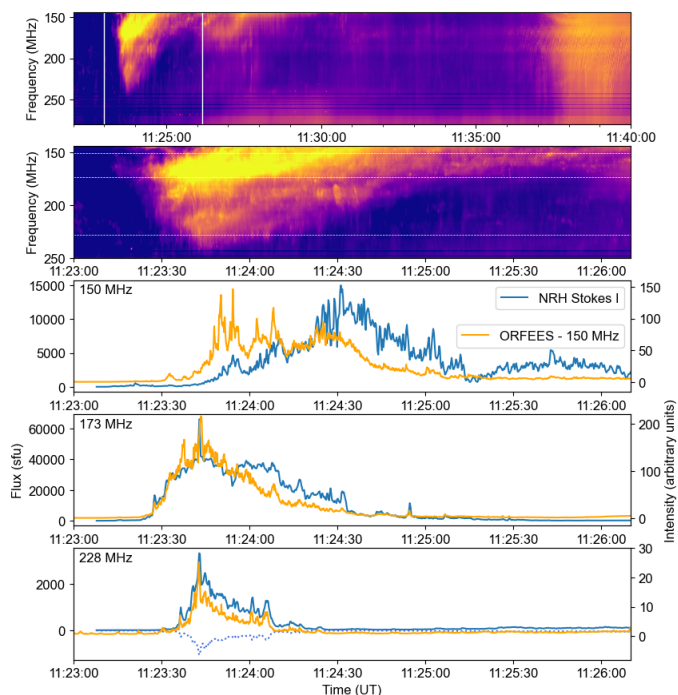 150
200
250
Frequency (MHz)
11:25:00 11:30:00 11:35:00 11:40:00
150
200
250
Frequency (MHz)
11:23:00 11:23:30 11:24:00 11:24:30 11:25:00 11:25:30 11:26:00
150 MHz
NRH Stokes I
ORFEES - 150 MHz
15000
10000
5000
0
150
100
50
0
11:23:00 11:23:30 11:24:00 11:24:30 11:25:00 11:25:30 11:26:00
173 MHz
Flux (sfu)
60000
40000
20000
0
200
100
0
Intensity (arbitrary units)
11:23:00 11:23:30 11:24:00 11:24:30 11:25:00 11:25:30 11:26:00
228 MHz
2000
0
30
20
10
0
11:23:00 11:23:30 11:24:00 11:24:30 11:25:00 11:25:30 11:26:00
Time (UT)